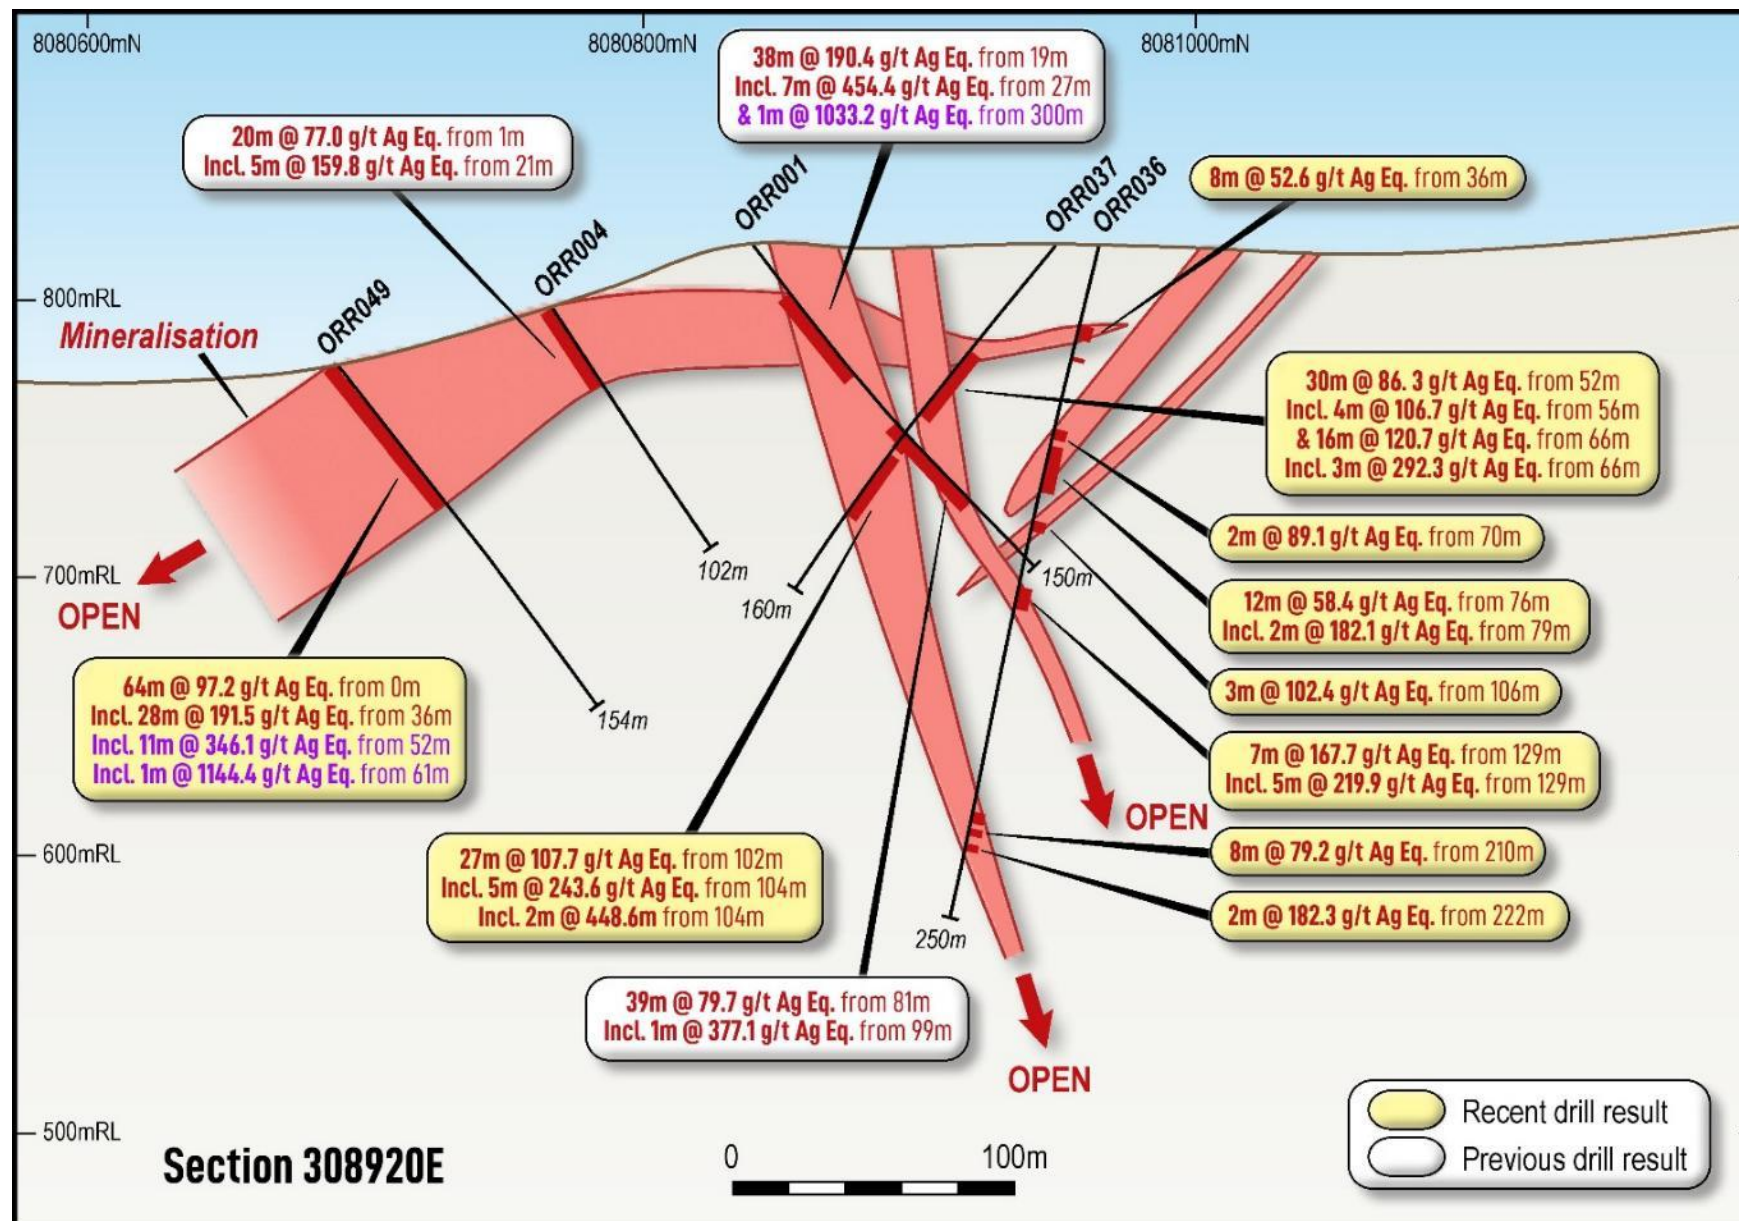 8080600mN
8080800mN
8081000mN
38m @ 190.4 g/t Ag Eq. from 19m
Incl. 7m @ 454.4 g/t Ag Eq. from 27m
& 1m @ 1033.2 g/t Ag Eq. from 300m
20m @ 77.0 g/t Ag Eq. from 1m
Incl. 5m @ 159.8 g/t Ag Eq. from 21m
8m @ 52.6 g/t Ag Eq. from 36m
ORR049
ORR004
ORR001
ORR037
ORR036
800mRL
Mineralisation
30m @ 86. 3 g/t Ag Eq. from 52m
Incl. 4m @ 106.7 g/t Ag Eq. from 56m
& 16m @ 120.7 g/t Ag Eq. from 66m
Incl. 3m @ 292.3 g/t Ag Eq. from 66m
2m @ 89.1 g/t Ag Eq. from 70m
700mRL
OPEN
102m
160m
150m
12m @ 58.4 g/t Ag Eq. from 76m
Incl. 2m @ 182.1 g/t Ag Eq. from 79m
3m @ 102.4 g/t Ag Eq. from 106m
64m @ 97.2 g/t Ag Eq. from 0m
Incl. 28m @ 191.5 g/t Ag Eq. from 36m
Incl. 11m @ 346.1 g/t Ag Eq. from 52m
Incl. 1m @ 1144.4 g/t Ag Eq. from 61m
154m
7m @ 167.7 g/t Ag Eq. from 129m
Incl. 5m @ 219.9 g/t Ag Eq. from 129m
OPEN
600mRL
8m @ 79.2 g/t Ag Eq. from 210m
27m @ 107.7 g/t Ag Eq. from 102m
Incl. 5m @ 243.6 g/t Ag Eq. from 104m
Incl. 2m @ 448.6m from 104m
2m @ 182.3 g/t Ag Eq. from 222m
250m
39m @ 79.7 g/t Ag Eq. from 81m
Incl. 1m @ 377.1 g/t Ag Eq. from 99m
OPEN
500mRL
Section 308920E
0
100m
Recent drill result
Previous drill result